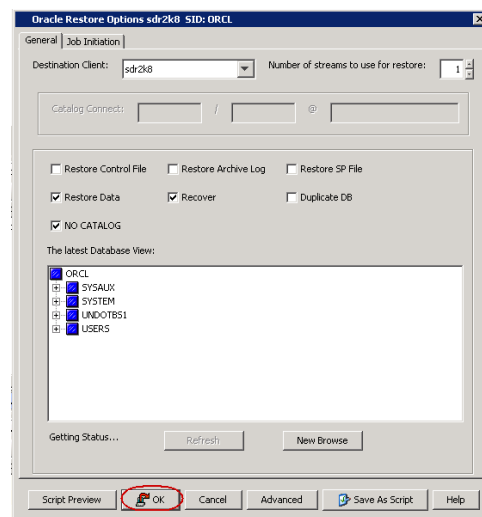 Oracle Restore Options sdr2k8 SID: ORCL
General Job Initiation
Destination Client: sdr2k8 Number of streams to use for restore: 1
Catalog Connect: / @
Restore Control File Restore Archive Log Restore SP File
Restore Data Recover Duplicate DB
NO CATALOG
The latest Database View:
ORCL
SYSAUX
SYSTEM
UNDOTBS1
USERS
Getting Status... Refresh New Browse
Script Preview OK Cancel Advanced Save As Script Help